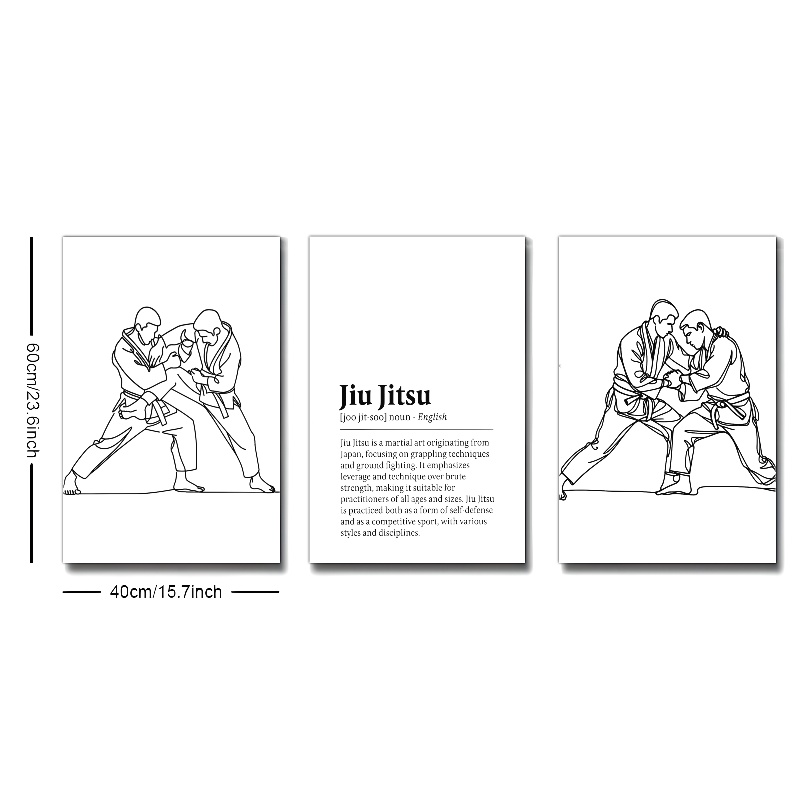 60cm/23.6inch
Jiu Jitsu
[joo jit-soo] noun - English
Jiu Jitsu is a martial art originating from
Japan, focusing on grappling techniques
and ground fighting. It emphasizes
leverage and technique over brute
strength, making it suitable for
practitioners of all ages and sizes. Jiu Jitsu
is practiced both as a form of self-defense
and as a competitive sport, with various
styles and disciplines.
40cm/15.7inch